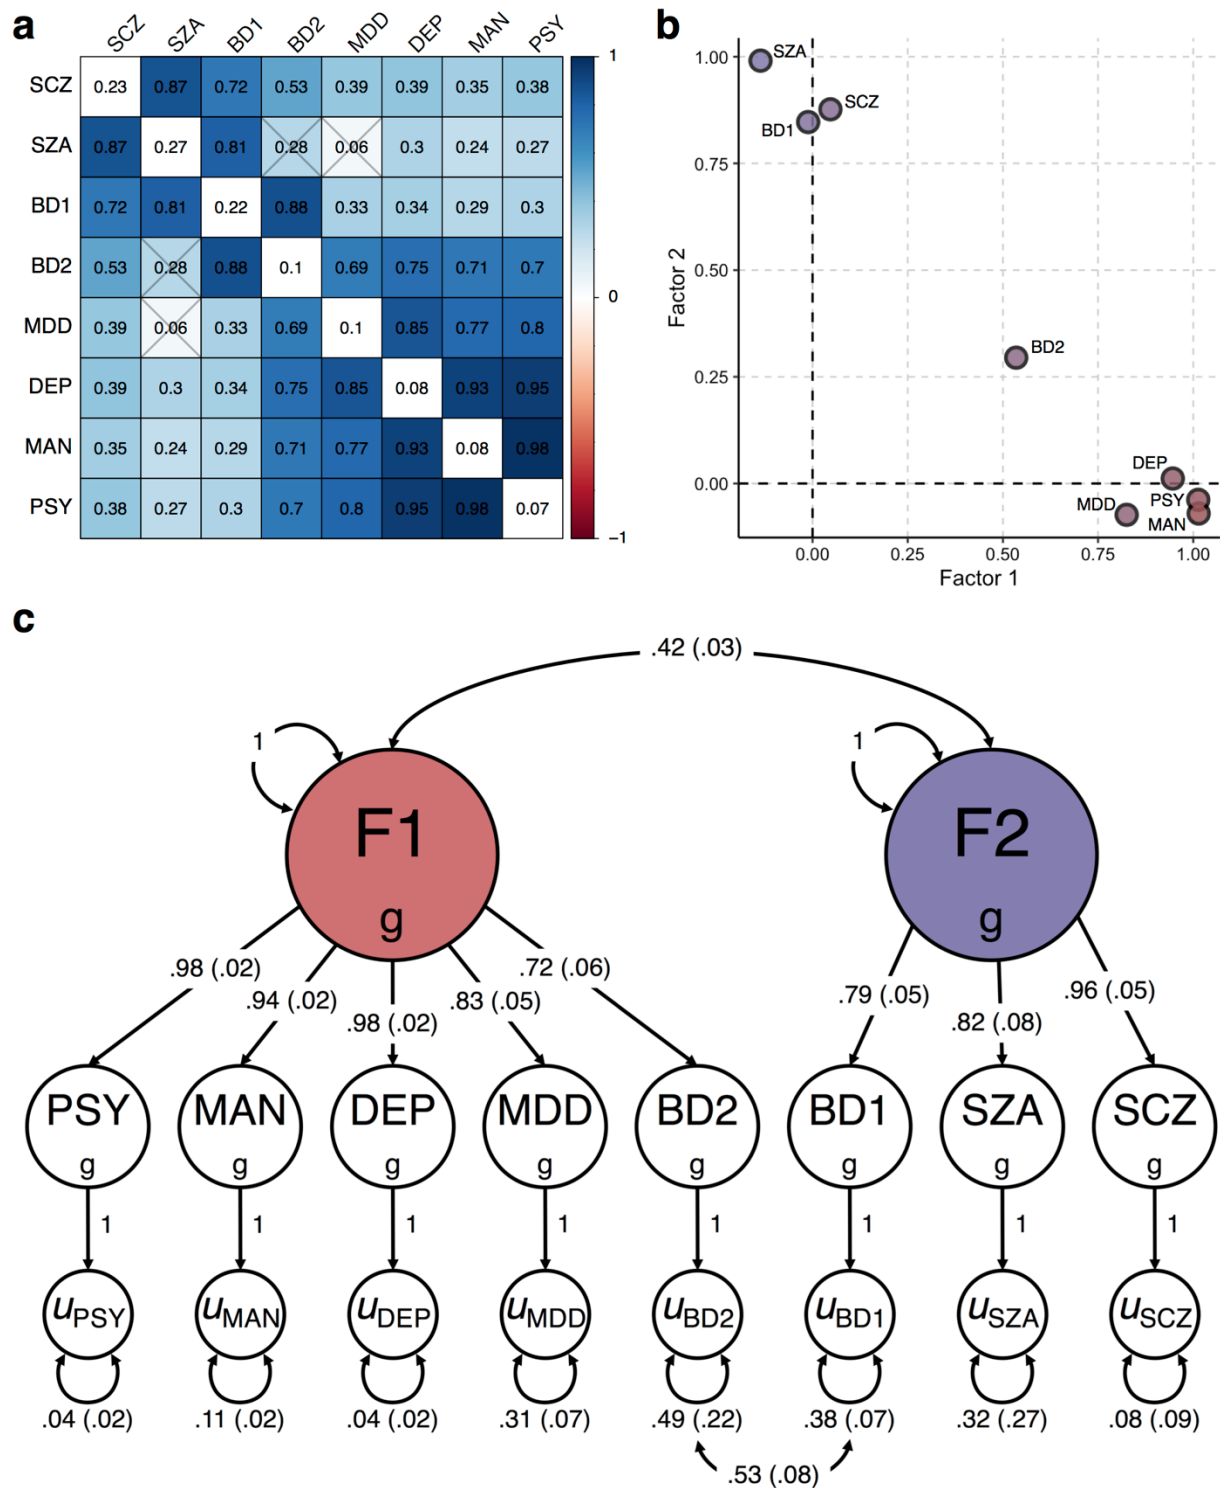 a
SCZ SZA BD1 BD2 MDD DEP MAN PSY
SCZ 0.23 0.87 0.72 0.53 0.39 0.39 0.35 0.38
SZA 0.87 0.27 0.81 0.28 0.06 0.3 0.24 0.27
BD1 0.72 0.81 0.22 0.88 0.33 0.34 0.29 0.3
BD2 0.53 0.28 0.88 0.1 0.69 0.75 0.71 0.7
MDD 0.39 0.06 0.33 0.69 0.1 0.85 0.77 0.8
DEP 0.39 0.3 0.34 0.75 0.85 0.08 0.93 0.95
MAN 0.35 0.24 0.29 0.71 0.77 0.93 0.08 0.98
PSY 0.38 0.27 0.3 0.7 0.8 0.95 0.98 0.07
1
0
−1
b
1.00
0.75
0.50
0.25
0.00
Factor 2
SZA
SCZ
BD1
BD2
DEP
PSY
MDD
MAN
0.00 0.25 0.50 0.75 1.00
Factor 1
c
.42 (.03)
1 1
F1 F2
g g
.98 (.02) .94 (.02) .98 (.02) .83 (.05) .72 (.06) .79 (.05) .82 (.08) .96 (.05)
PSY MAN DEP MDD BD2 BD1 SZA SCZ
g g g g g g g g
1 1 1 1 1 1 1 1
uPSY uMAN uDEP uMDD uBD2 uBD1 uSZA uSCZ
.04 (.02) .11 (.02) .04 (.02) .31 (.07) .49 (.22) .38 (.07) .32 (.27) .08 (.09)
.53 (.08)